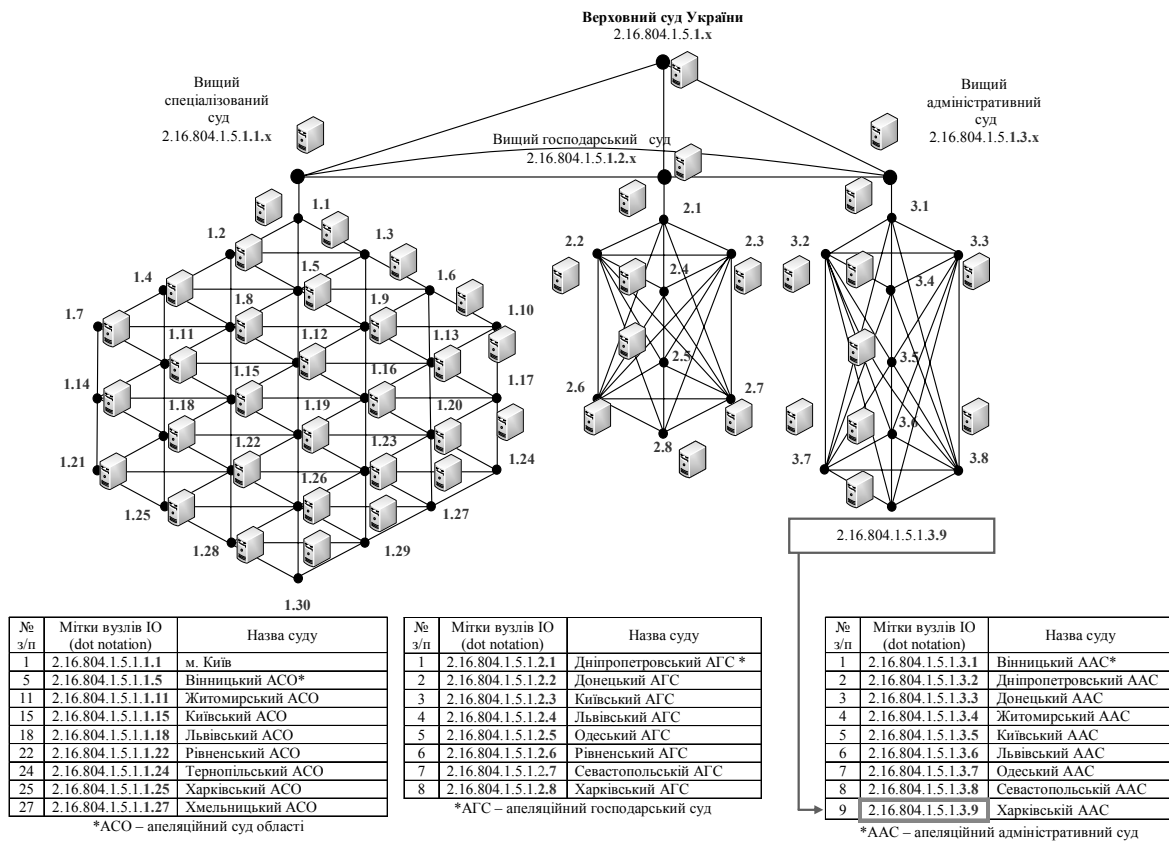 Верховний суд України
2.16.804.1.5.1.x
Вищий
спеціалізований
суд
2.16.804.1.5.1.1.x
Вищий господарський суд
2.16.804.1.5.1.2.x
Вищий
адміністративний
суд
2.16.804.1.5.1.3.x
1.1
1.2
1.3
1.4
1.5
1.6
1.7
1.8
1.9
1.10
1.11
1.12
1.13
1.14
1.15
1.16
1.17
1.18
1.19
1.20
1.21
1.22
1.23
1.24
1.25
1.26
1.27
1.28
1.29
1.30
2.1
2.2
2.3
2.4
2.5
2.6
2.7
2.8
3.1
3.2
3.3
3.4
3.5
3.6
3.7
3.8
2.16.804.1.5.1.3.9
№ з/п Мітки вузлів ІО (dot notation) Назва суду
1 2.16.804.1.5.1.1.1 м. Київ
5 2.16.804.1.5.1.1.5 Вінницький АСО*
11 2.16.804.1.5.1.1.11 Житомирський АСО
15 2.16.804.1.5.1.1.15 Київський АСО
18 2.16.804.1.5.1.1.18 Львівський АСО
22 2.16.804.1.5.1.1.22 Рівненський АСО
24 2.16.804.1.5.1.1.24 Тернопільський АСО
25 2.16.804.1.5.1.1.25 Харківський АСО
27 2.16.804.1.5.1.1.27 Хмельницький АСО
*АСО – апеляційний суд області
№ з/п Мітки вузлів ІО (dot notation) Назва суду
1 2.16.804.1.5.1.2.1 Дніпропетровський АГС *
2 2.16.804.1.5.1.2.2 Донецький АГС
3 2.16.804.1.5.1.2.3 Київський АГС
4 2.16.804.1.5.1.2.4 Львівський АГС
5 2.16.804.1.5.1.2.5 Одеський АГС
6 2.16.804.1.5.1.2.6 Рівненський АГС
7 2.16.804.1.5.1.2.7 Севастопольській АГС
8 2.16.804.1.5.1.2.8 Харківський АГС
*АГС – апеляційний господарський суд
№ з/п Мітки вузлів ІО (dot notation) Назва суду
1 2.16.804.1.5.1.3.1 Вінницький ААС*
2 2.16.804.1.5.1.3.2 Дніпропетровський ААС
3 2.16.804.1.5.1.3.3 Донецький ААС
4 2.16.804.1.5.1.3.4 Житомирський ААС
5 2.16.804.1.5.1.3.5 Київський ААС
6 2.16.804.1.5.1.3.6 Львівський ААС
7 2.16.804.1.5.1.3.7 Одеський ААС
8 2.16.804.1.5.1.3.8 Севастопольській ААС
9 2.16.804.1.5.1.3.9 Харківській ААС
*ААС – апеляційний адміністративний суд